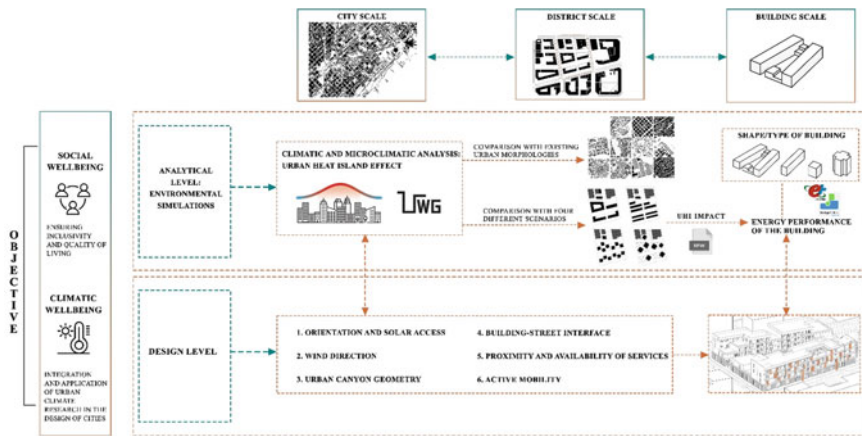 CITY SCALE
DISTRICT SCALE
BUILDING SCALE
OBJECTIVE
SOCIAL
WELLBEING
ENSURING
INCLUSIVITY
AND QUALITY OF
LIVING
CLIMATIC
WELLBEING
INTEGRATION
AND APPLICATION
OF URBAN
CLIMATE
RESEARCH IN THE
DESIGN OF CITIES
ANALYTICAL
LEVEL:
ENVIRONMENTAL
SIMULATIONS
CLIMATIC AND MICROCLIMATIC ANALYSIS:
URBAN HEAT ISLAND EFFECT
UWG
COMPARISON WITH EXISTING
URBAN MORPHOLOGIES
COMPARISON WITH FOUR
DIFFERENT SCENARIOS
UHI IMPACT
SHAPE/TYPE OF BUILDING
ENERGY PERFORMANCE
OF THE BUILDING
DESIGN LEVEL
1. ORIENTATION AND SOLAR ACCESS
2. WIND DIRECTION
3. URBAN CANYON GEOMETRY
4. BUILDING-STREET INTERFACE
5. PROXIMITY AND AVAILABILITY OF SERVICES
6. ACTIVE MOBILITY